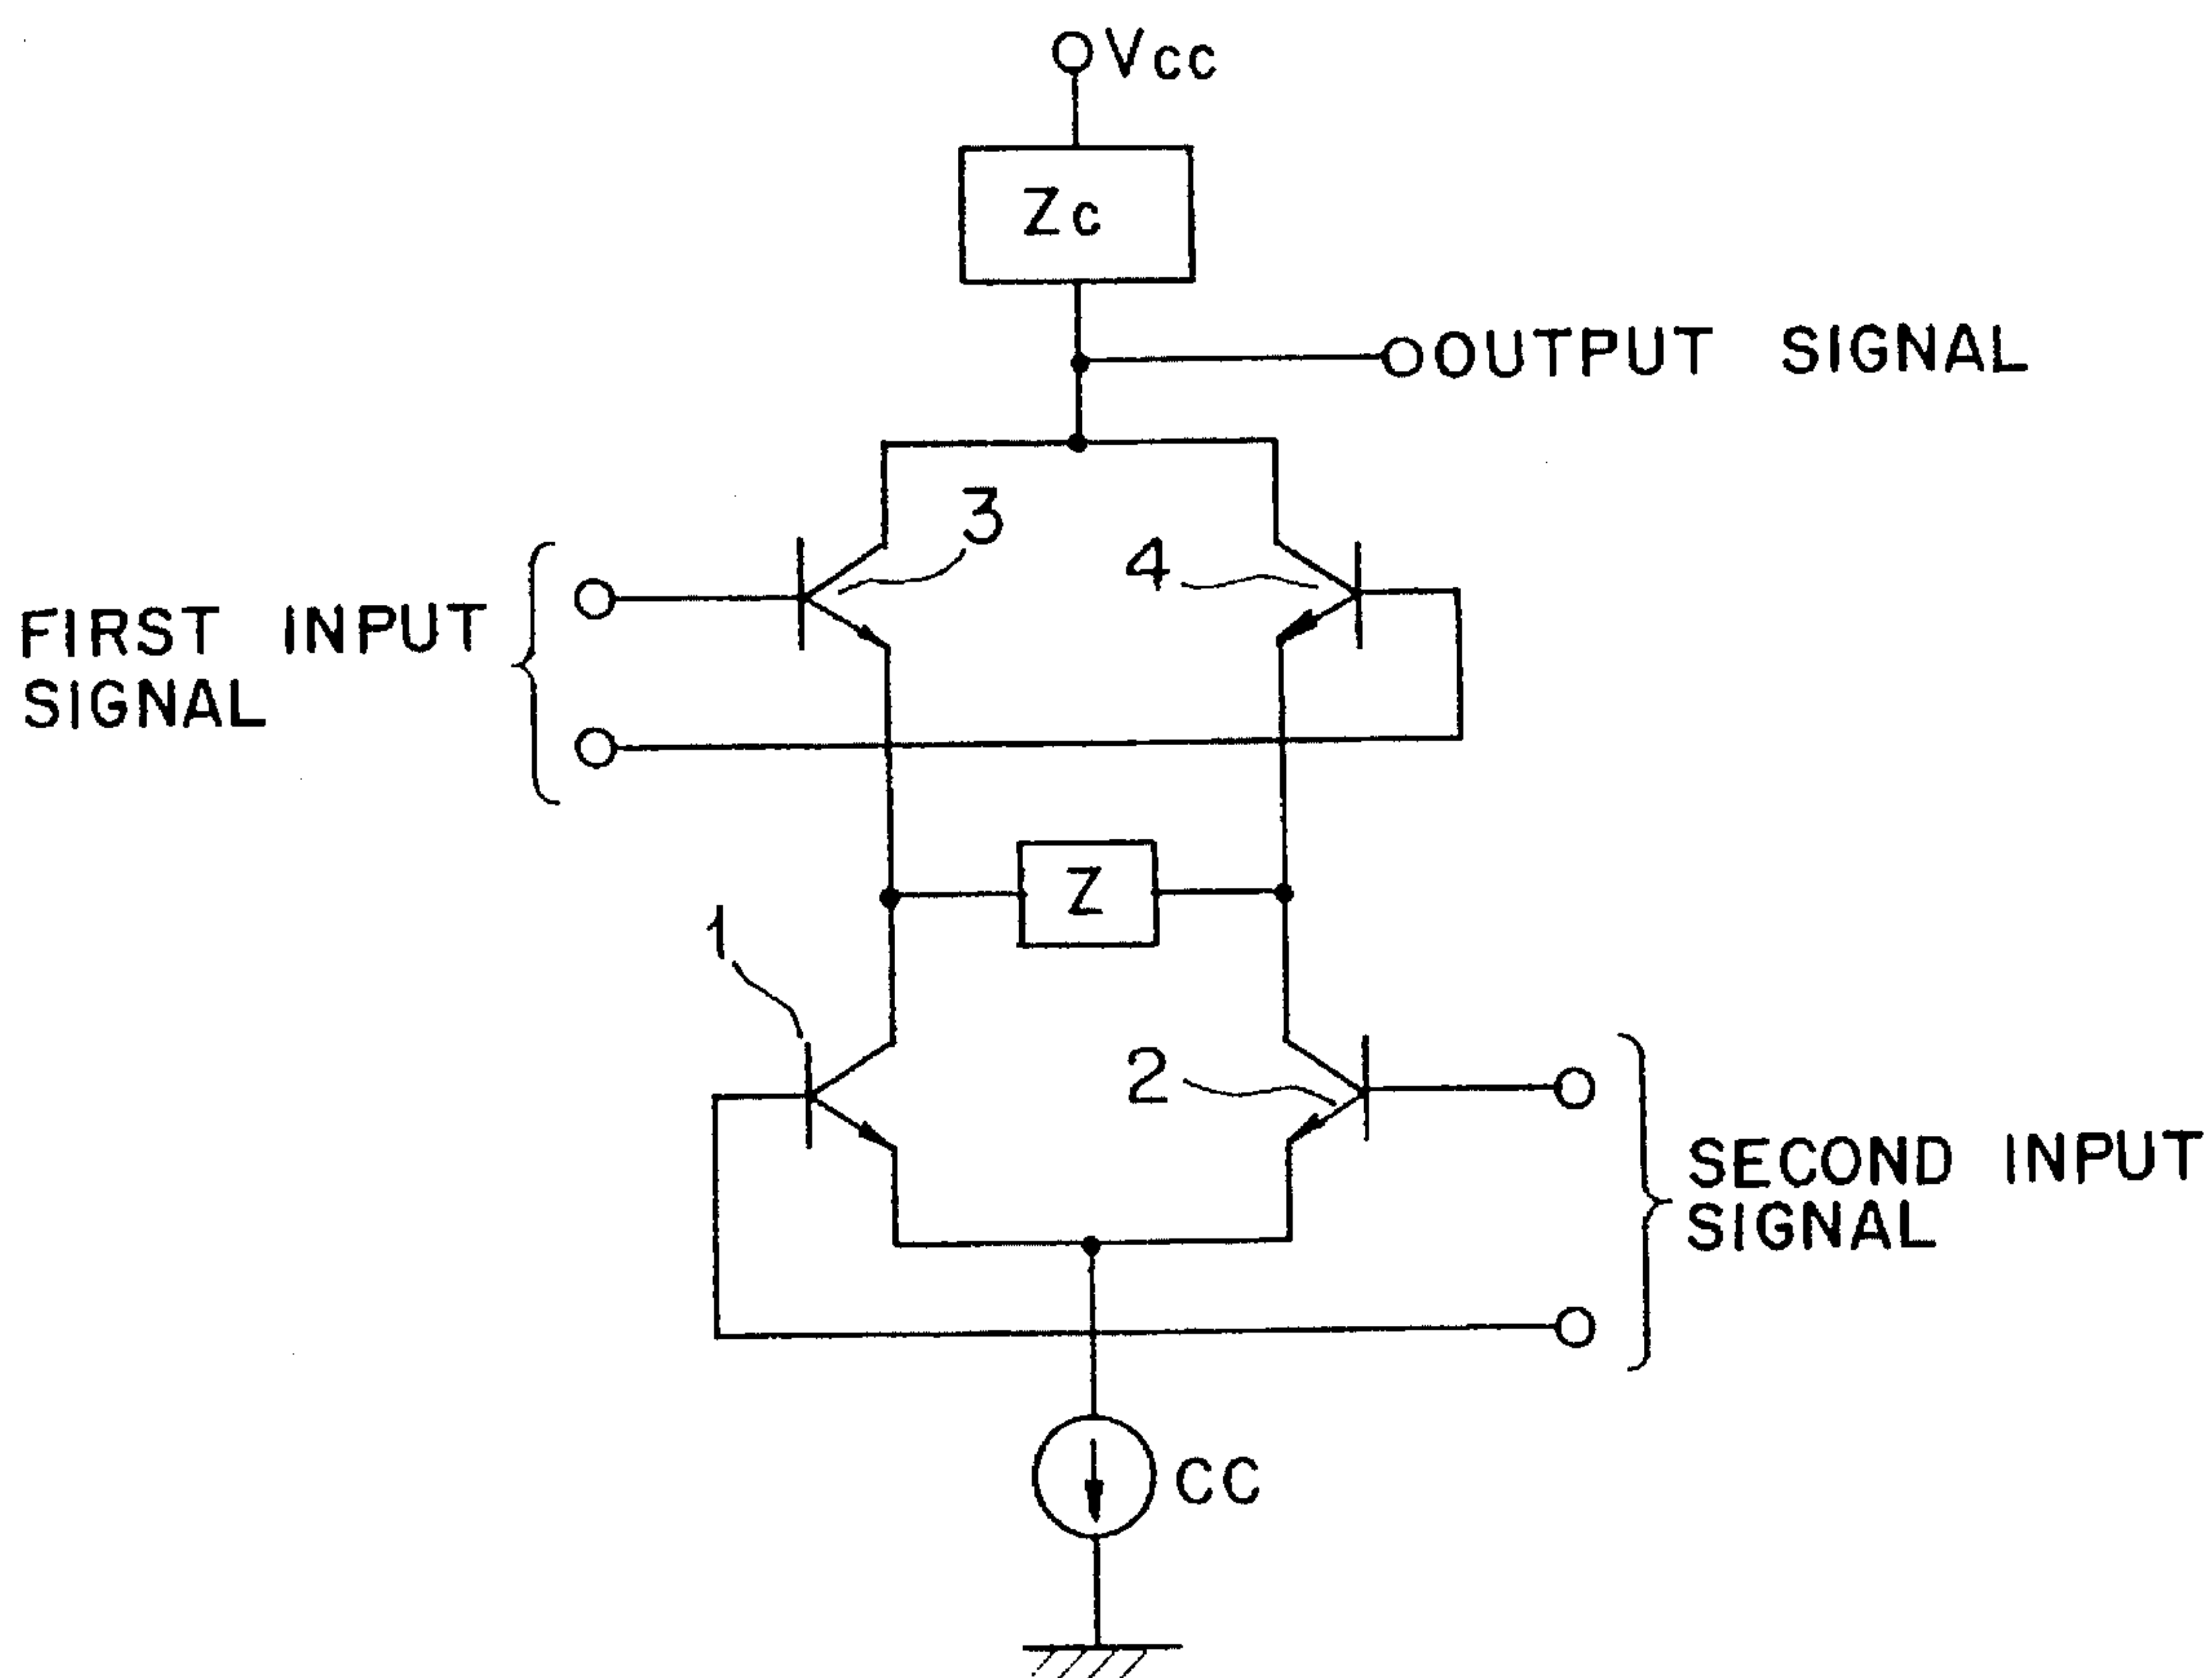 Vcc
Zc
OUTPUT SIGNAL
3
4
FIRST INPUT
SIGNAL
Z
1
2
SECOND INPUT
SIGNAL
CC